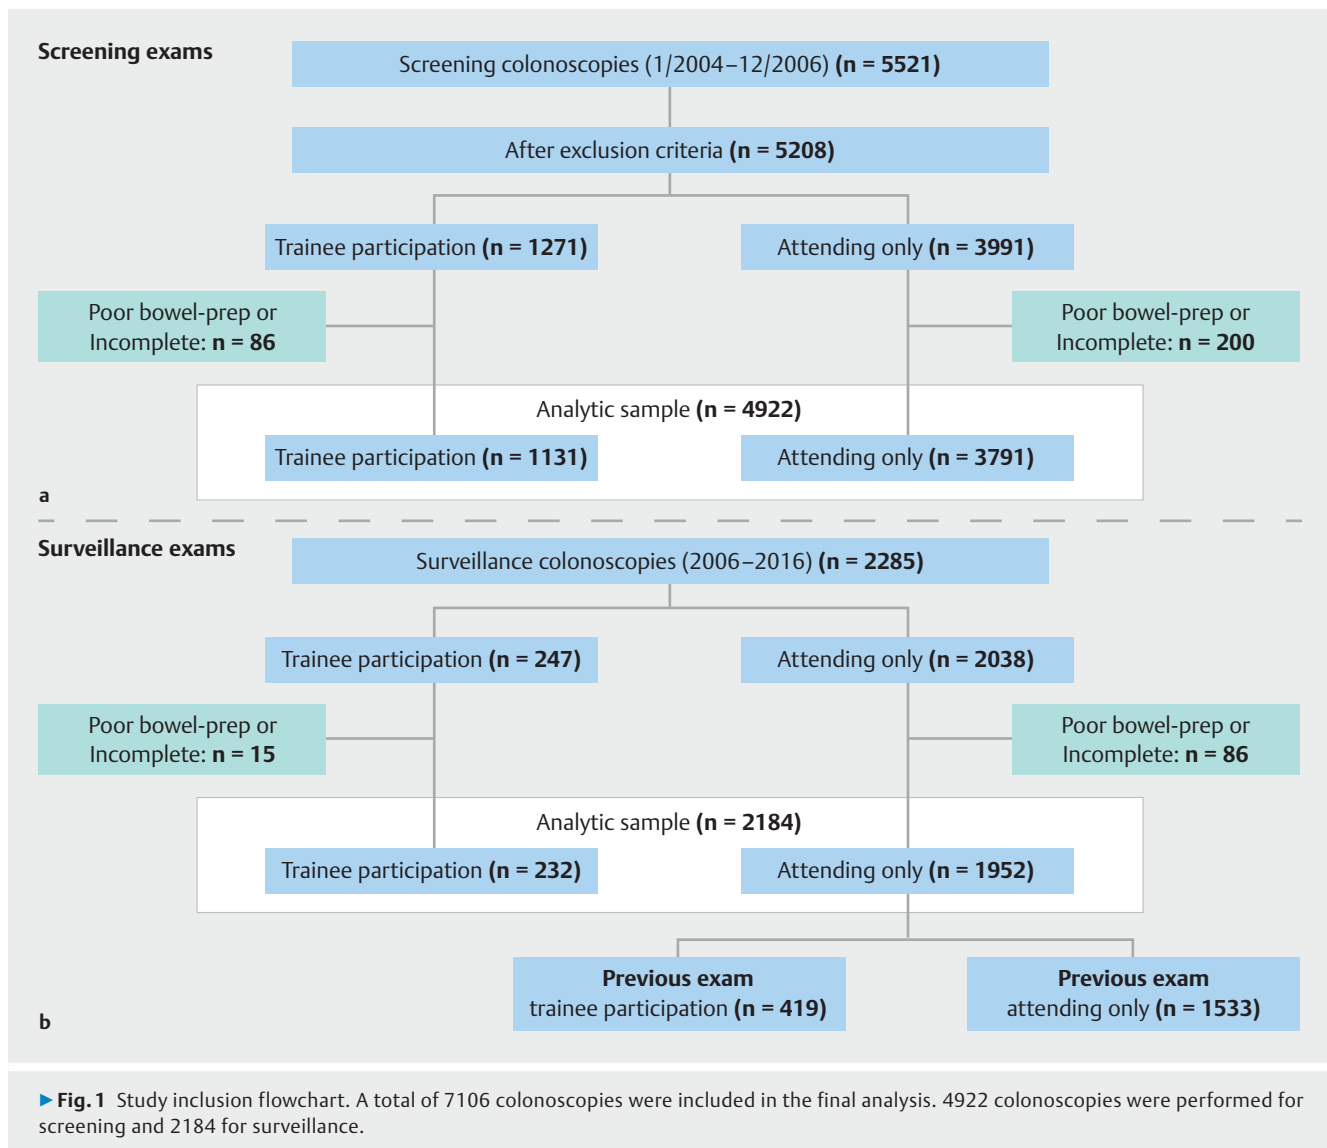 Screening exams
Screening colonoscopies (1/2004–12/2006) (n = 5521)
After exclusion criteria (n = 5208)
Trainee participation (n = 1271)
Attending only (n = 3991)
Poor bowel-prep or
Incomplete: n = 86
Poor bowel-prep or
Incomplete: n = 200
Analytic sample (n = 4922)
Trainee participation (n = 1131)
Attending only (n = 3791)
a
Surveillance exams
Surveillance colonoscopies (2006–2016) (n = 2285)
Trainee participation (n = 247)
Attending only (n = 2038)
Poor bowel-prep or
Incomplete: n = 15
Poor bowel-prep or
Incomplete: n = 86
Analytic sample (n = 2184)
Trainee participation (n = 232)
Attending only (n = 1952)
Previous exam
trainee participation (n = 419)
Previous exam
attending only (n = 1533)
b
▶ Fig. 1 Study inclusion flowchart. A total of 7106 colonoscopies were included in the final analysis. 4922 colonoscopies were performed for
screening and 2184 for surveillance.